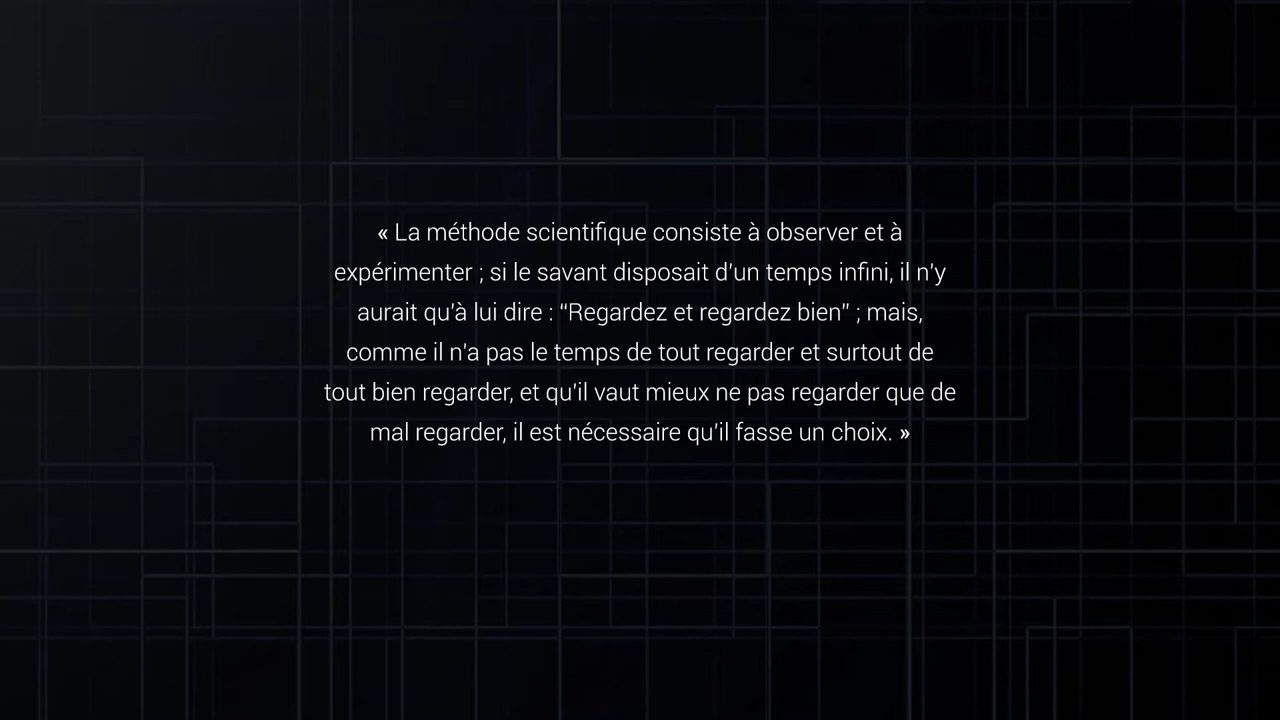 « La méthode scientifique consiste à observer et à
expérimenter ; si le savant disposait d'un temps infini, il n'y
aurait qu'à lui dire : “Regardez et regardez bien” ; mais,
comme il n'a pas le temps de tout regarder et surtout de
tout bien regarder, et qu'il vaut mieux ne pas regarder que de
mal regarder, il est nécessaire qu'il fasse un choix. »